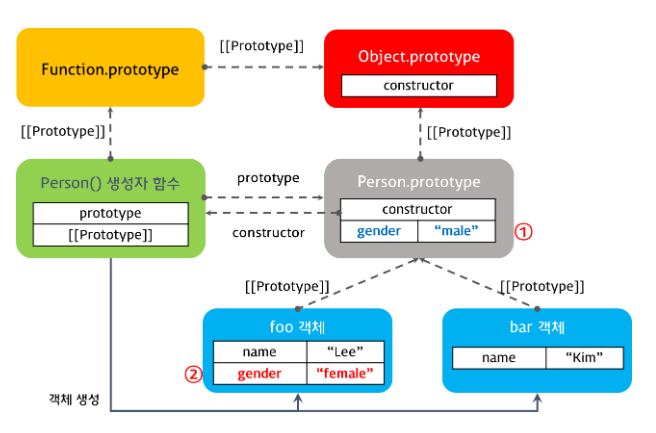 [[Prototype]]
Function.prototype
Object.prototype
constructor
[[Prototype]]
[[Prototype]]
Person() 생성자 함수
prototype
Person.prototype
prototype
constructor
[[Prototype]]
constructor
gender “male”
①
[[Prototype]]
[[Prototype]]
foo 객체
bar 객체
name “Lee”
name “Kim”
② gender “female”
객체 생성